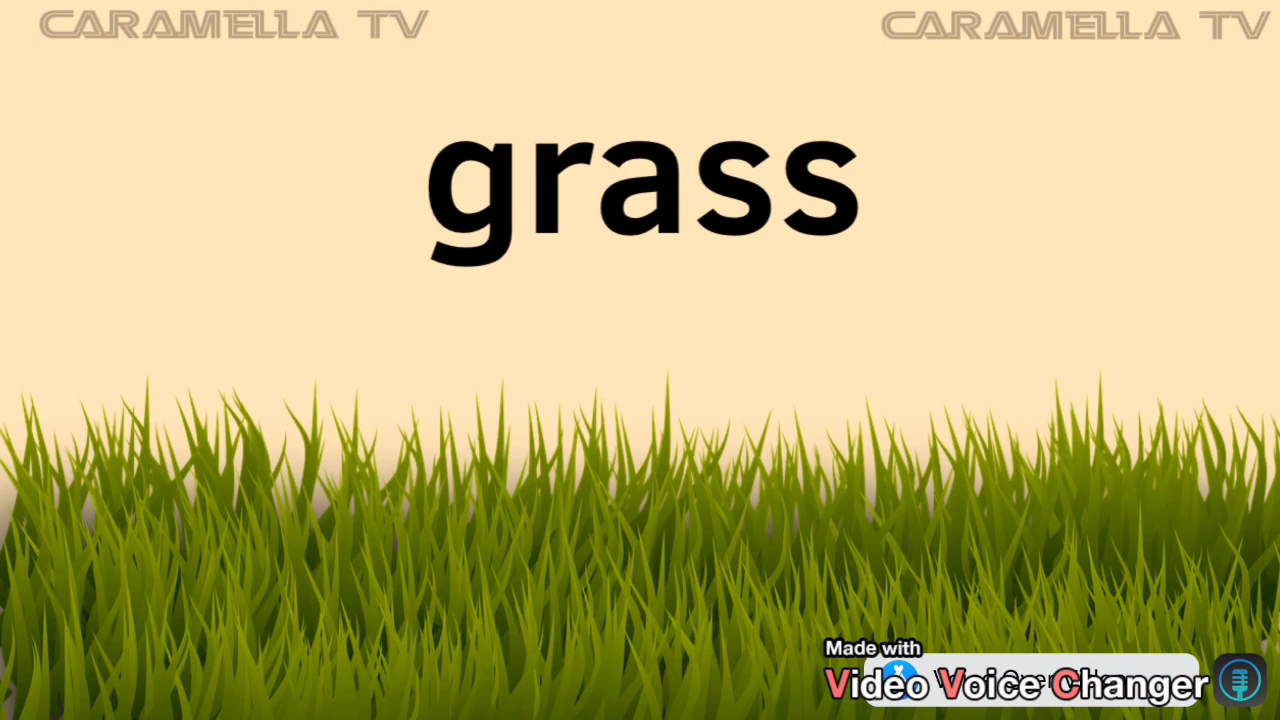 CARAMELLA TV
CARAMELLA TV
grass
Made with
Video Voice Changer